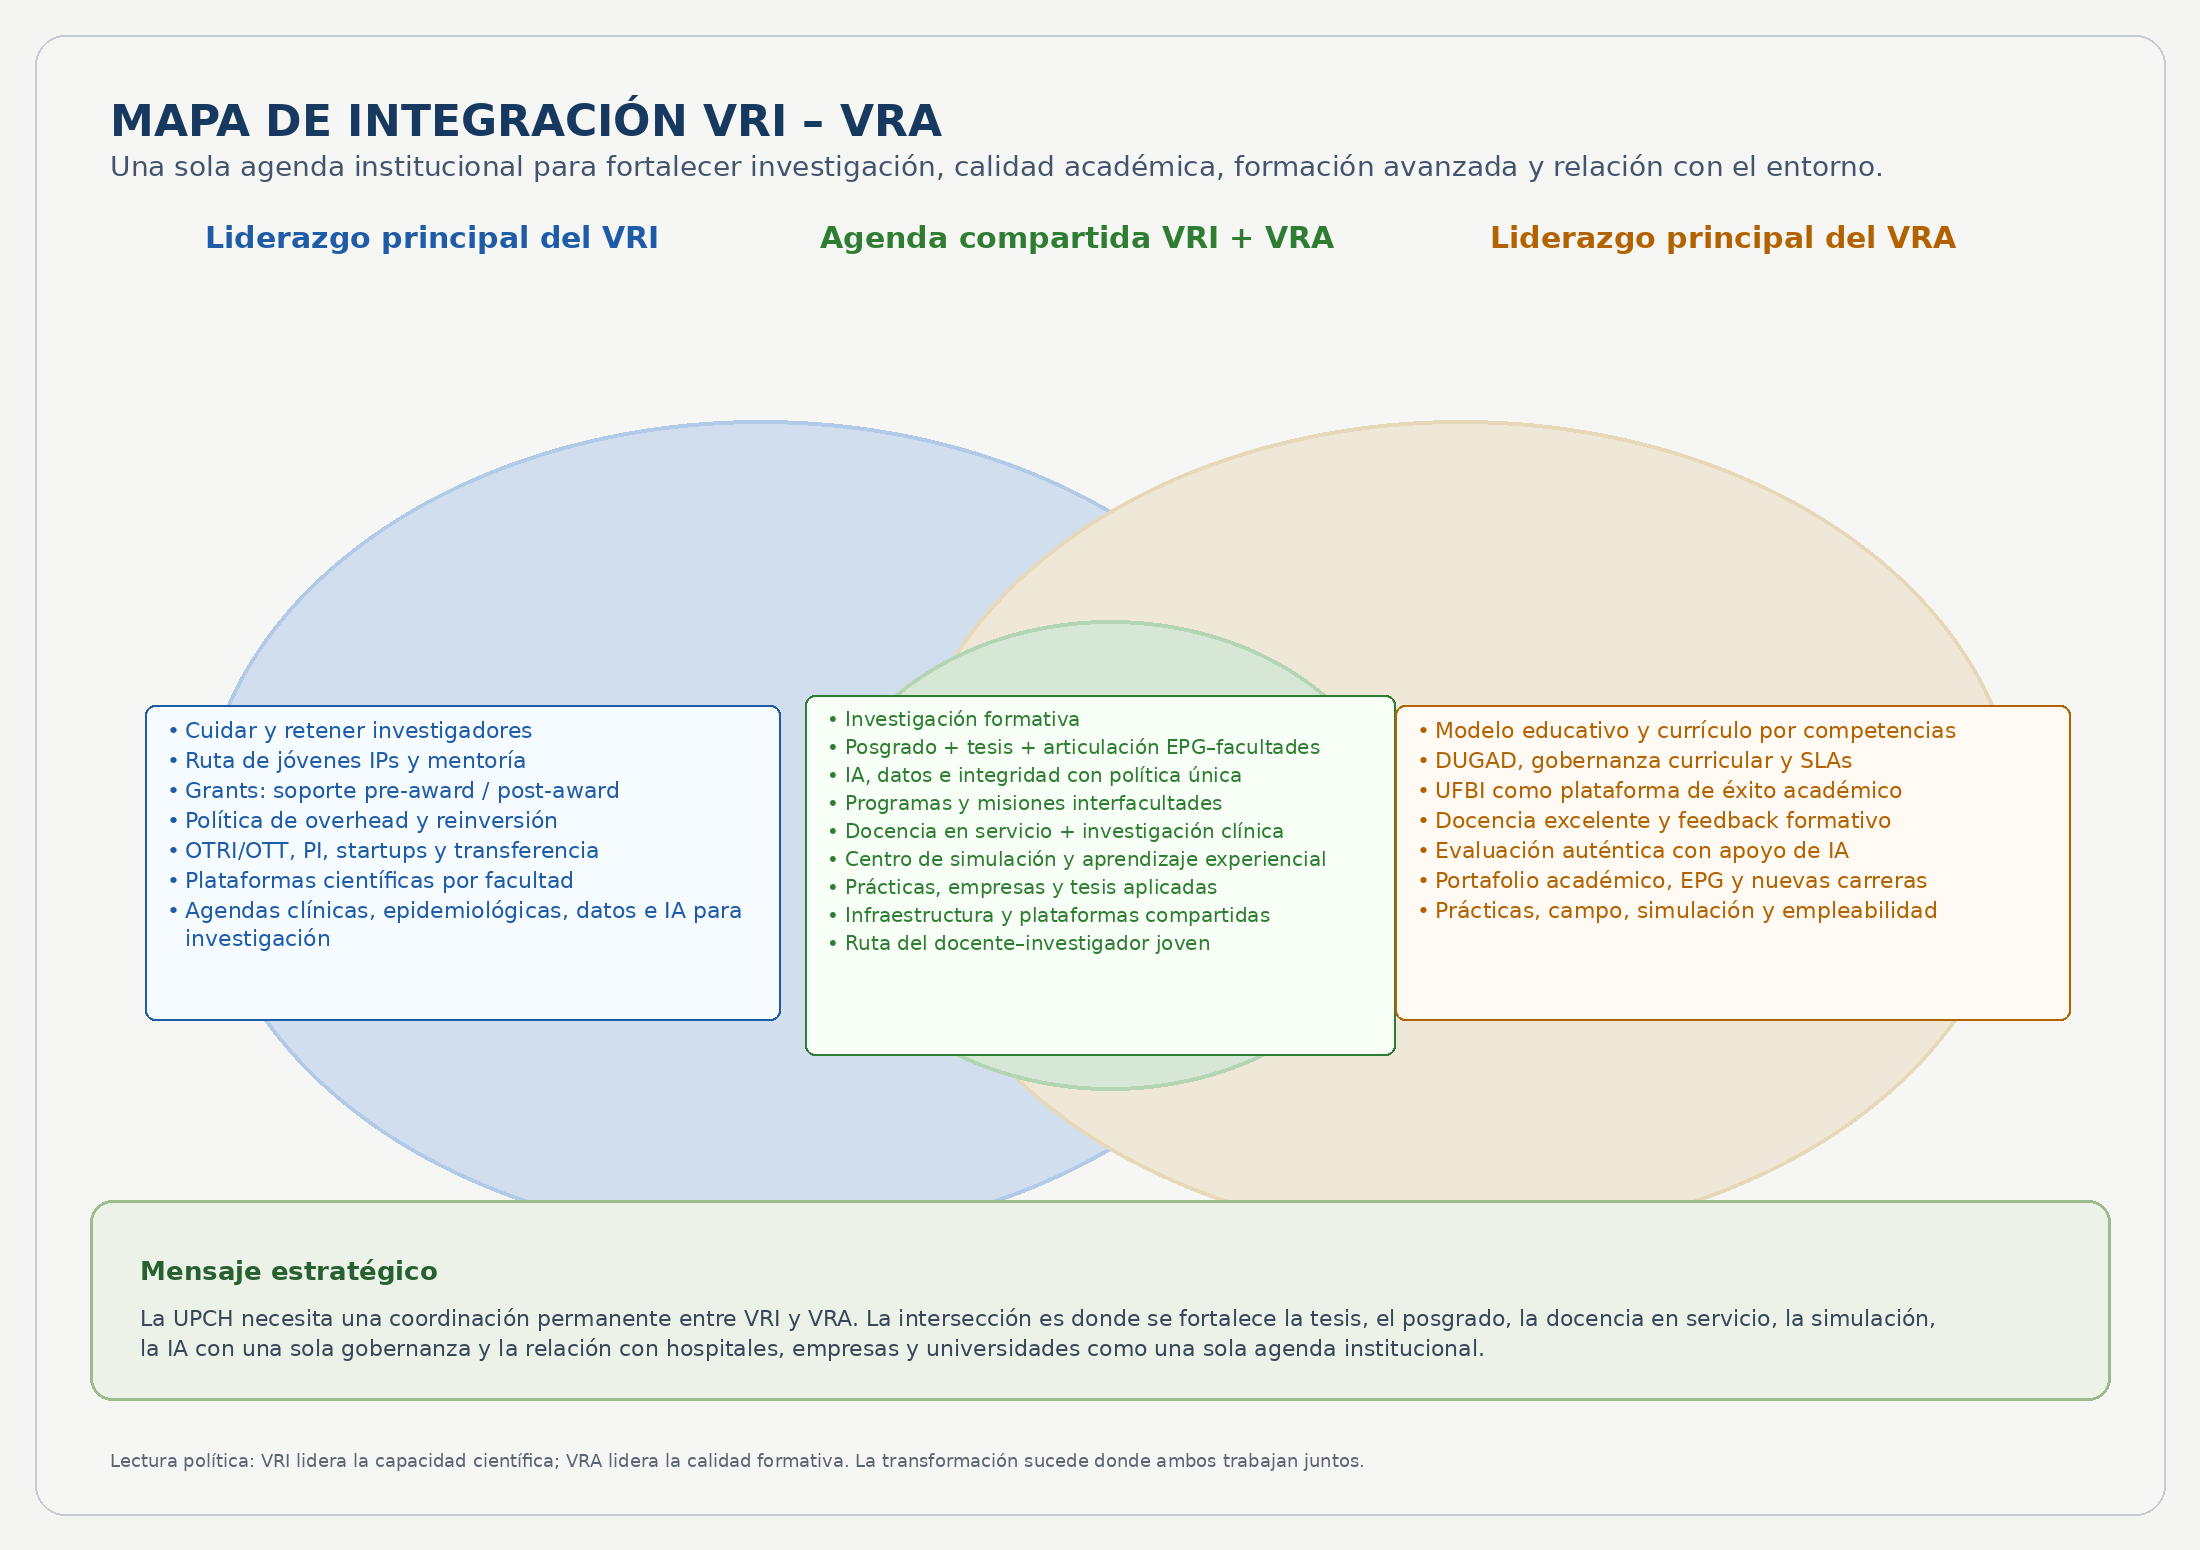 MAPA DE INTEGRACIÓN VRI – VRA
Una sola agenda institucional para fortalecer investigación, calidad académica, formación avanzada y relación con el entorno.
Liderazgo principal del VRI
Agenda compartida VRI + VRA
Liderazgo principal del VRA
• Cuidar y retener investigadores
• Ruta de jóvenes IPs y mentoría
• Grants: soporte pre-award / post-award
• Política de overhead y reinversión
• OTRI/OTT, PI, startups y transferencia
• Plataformas científicas por facultad
• Agendas clínicas, epidemiológicas, datos e IA para
investigación
• Investigación formativa
• Posgrado + tesis + articulación EPG–facultades
• IA, datos e integridad con política única
• Programas y misiones interfacultades
• Docencia en servicio + investigación clínica
• Centro de simulación y aprendizaje experiencial
• Prácticas, empresas y tesis aplicadas
• Infraestructura y plataformas compartidas
• Ruta del docente–investigador joven
• Modelo educativo y currículo por competencias
• DUGAD, gobernanza curricular y SLAs
• UFBI como plataforma de éxito académico
• Docencia excelente y feedback formativo
• Evaluación auténtica con apoyo de IA
• Portafolio académico, EPG y nuevas carreras
• Prácticas, campo, simulación y empleabilidad
Mensaje estratégico
La UPCH necesita una coordinación permanente entre VRI y VRA. La intersección es donde se fortalece la tesis, el posgrado, la docencia en servicio, la simulación,
la IA con una sola gobernanza y la relación con hospitales, empresas y universidades como una sola agenda institucional.
Lectura política: VRI lidera la capacidad científica; VRA lidera la calidad formativa. La transformación sucede donde ambos trabajan juntos.